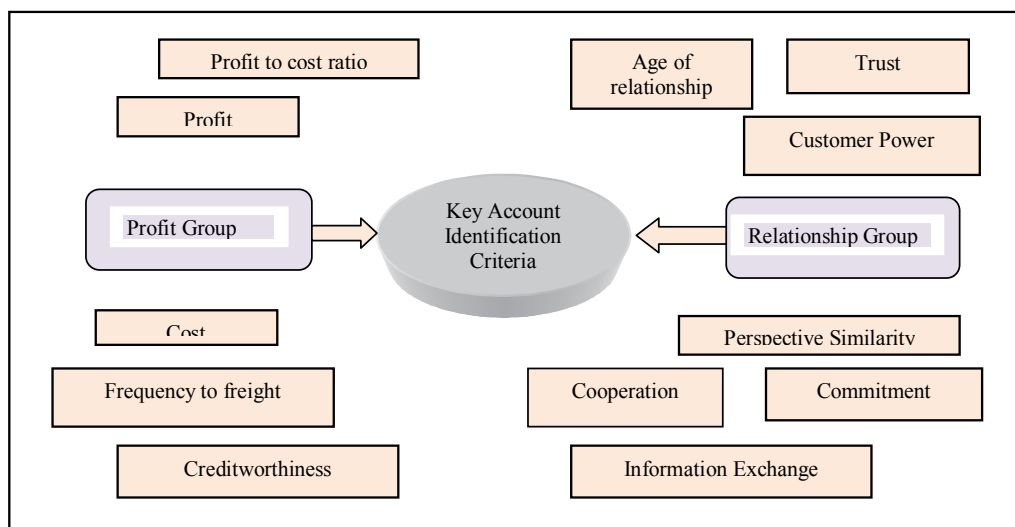 Profit to cost ratio
Age of
relationship
Trust
Profit
Customer Power
Profit Group
Key Account
Identification
Criteria
Relationship Group
Cost
Perspective Similarity
Frequency to freight
Cooperation
Commitment
Creditworthiness
Information Exchange